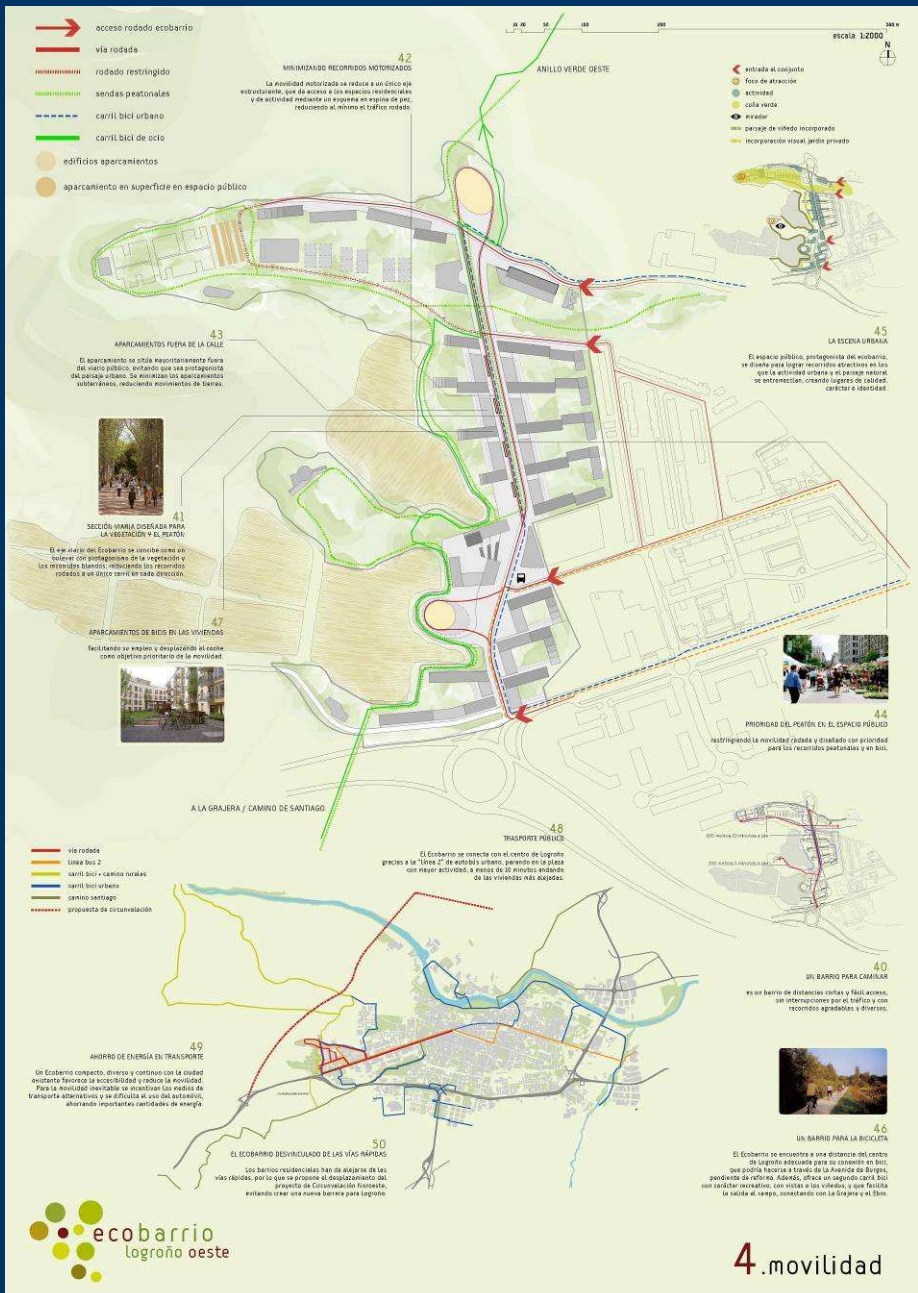 acceso rodado ecobarrio
vía rodada
rodado restringido
sendas peatonales
carril bici urbano
carril bici de ocio
edificios aparcamientos
aparcamiento en superficie en espacio público
42
MINIMIZANDO RECORRIDOS MOTORIZADOS
La movilidad motorizada se reduce a un único eje
estructurante, que da acceso a los espacios residenciales
y de actividad mediante un esquema en espina de pez,
reduciendo al mínimo el tráfico rodado.
ANILLO VERDE OESTE
escala 1:2000
N
entrada al conjunto
foco de atracción
actividad
cuña verde
mirador
paisaje de viñedo incorporado
incorporación visual jardín privado
43
APARCAMIENTOS FUERA DE LA CALLE
El aparcamiento se sitúa mayoritariamente fuera
del viario público, evitando que sea protagonista
del paisaje urbano. Se minimizan los aparcamientos
subterráneos, reduciendo movimientos de tierras.
45
LA ESCENA URBANA
El espacio público, protagonista del ecobarrio,
se diseña para lograr recorridos atractivos en los
que la actividad urbana y el paisaje natural
se entremezclan, creando lugares de calidad,
carácter e identidad.
41
SECCIÓN VIARIA DISEÑADA PARA
LA VEGETACIÓN Y EL PEATÓN
El eje viario del Ecobarrio se concibe como un
bulevar con protagonismo de la vegetación y
los recorridos blandos, reduciendo los recorridos
rodados a un único carril en cada dirección.
47
APARCAMIENTOS DE BICIS EN LAS VIVIENDAS
facilitando su empleo y desplazando al coche
como objetivo prioritario de la movilidad.
44
PRIORIDAD DEL PEATÓN EN EL ESPACIO PÚBLICO
restringiendo la movilidad rodada y diseñado con prioridad
para los recorridos peatonales y en bici.
A LA GRAJERA / CAMINO DE SANTIAGO
48
TRASPORTE PÚBLICO
El Ecobarrio se conecta con el centro de Logroño
gracias a la "línea 2" de autobús urbano, parando en la plaza
con mayor actividad, a menos de 10 minutos andando
de las viviendas más alejadas.
vía rodada
línea bus 2
carril bici + camino rurales
carril bici urbano
camino santiago
propuesta de circunvalación
40
UN BARRIO PARA CAMINAR
es un barrio de distancias cortas y fácil acceso,
sin interrupciones por el tráfico y con
recorridos agradables y diversos.
49
AHORRO DE ENERGÍA EN TRANSPORTE
Un Ecobarrio compacto, diverso y continuo con la ciudad
existente favorece la accesibilidad y reduce la movilidad.
Para la movilidad inevitable se incentivan los medios de
transporte alternativos y se dificulta el uso del automóvil,
ahorrando importantes cantidades de energía.
50
EL ECOBARRIO DESVINCULADO DE LAS VÍAS RÁPIDAS
Los barrios residenciales han de alejarse de las
vías rápidas, por lo que se propone el desplazamiento del
proyecto de Circunvalación Noroeste,
evitando crear una nueva barrera para Logroño.
46
UN BARRIO PARA LA BICICLETA
El Ecobarrio se encuentra a una distancia del centro
de Logroño adecuada para su conexión en bici,
que podría hacerse a través de la Avenida de Burgos,
pendiente de reforma. Además, ofrece un segundo carril bici
con carácter recreativo, con vistas a los viñedos, y que facilita
la salida al campo, conectando con La Grajera y el Ebro.
ecobarrio
logroño oeste
4.movilidad